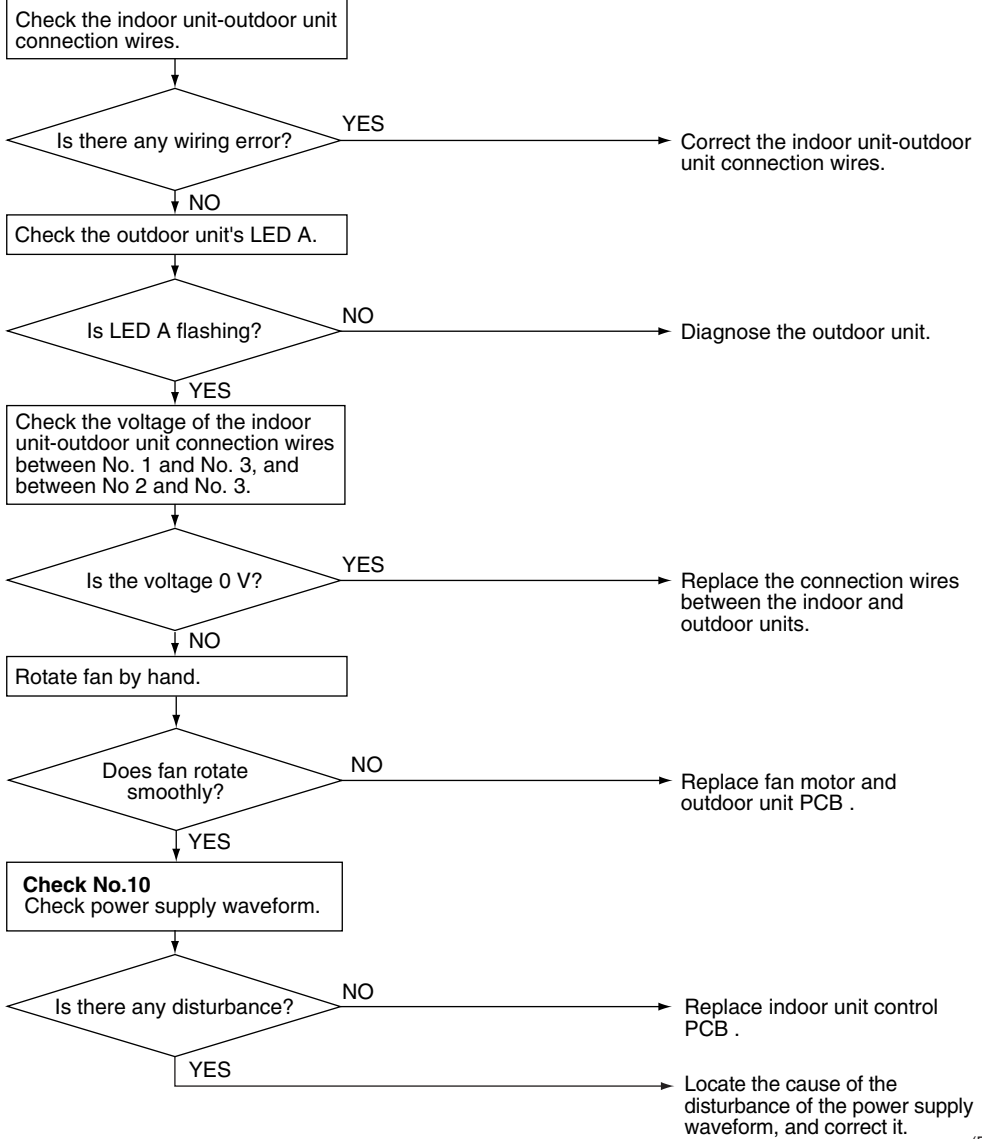 Check the indoor unit-outdoor unit
connection wires.
Is there any wiring error?
YES
Correct the indoor unit-outdoor
unit connection wires.
NO
Check the outdoor unit's LED A.
Is LED A flashing?
NO
Diagnose the outdoor unit.
YES
Check the voltage of the indoor
unit-outdoor unit connection wires
between No. 1 and No. 3, and
between No 2 and No. 3.
Is the voltage 0 V?
YES
Replace the connection wires
between the indoor and
outdoor units.
NO
Rotate fan by hand.
Does fan rotate
smoothly?
NO
Replace fan motor and
outdoor unit PCB .
YES
Check No.10
Check power supply waveform.
Is there any disturbance?
NO
Replace indoor unit control
PCB .
YES
Locate the cause of the
disturbance of the power supply
waveform, and correct it.